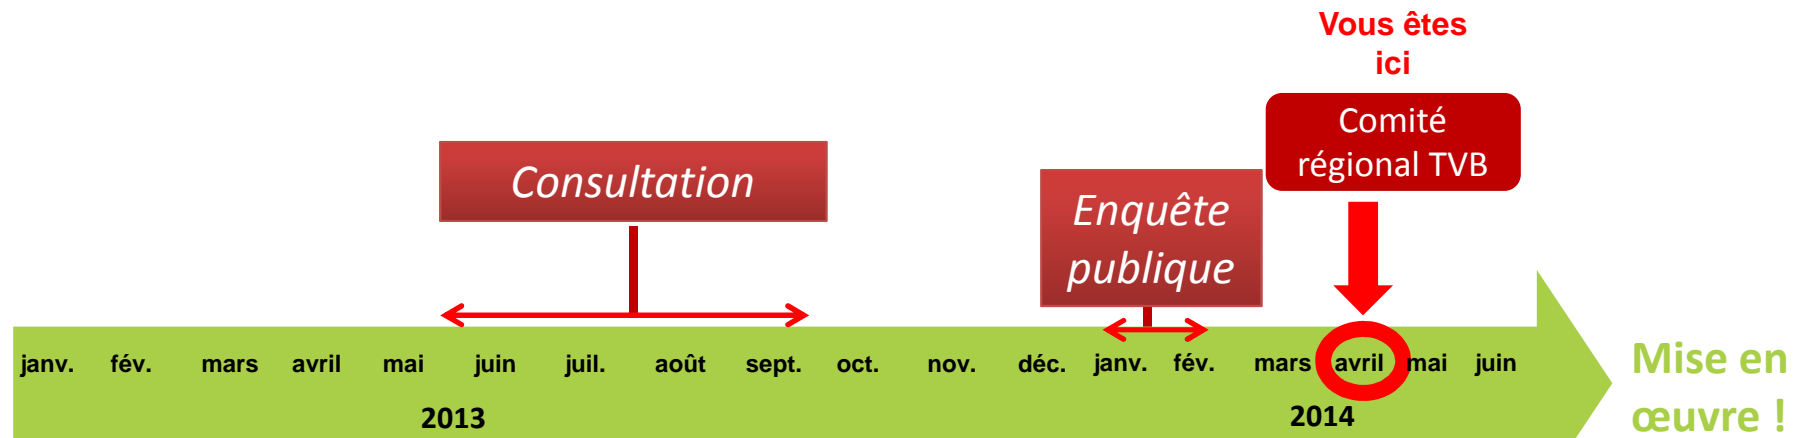 Vous êtes
ici
Comité
régional TVB
Consultation
Enquête
publique
janv. fév. mars avril mai juin juil. août sept. oct. nov. déc. janv. fév. mars avril mai juin
2013 2014
Mise en
œuvre !